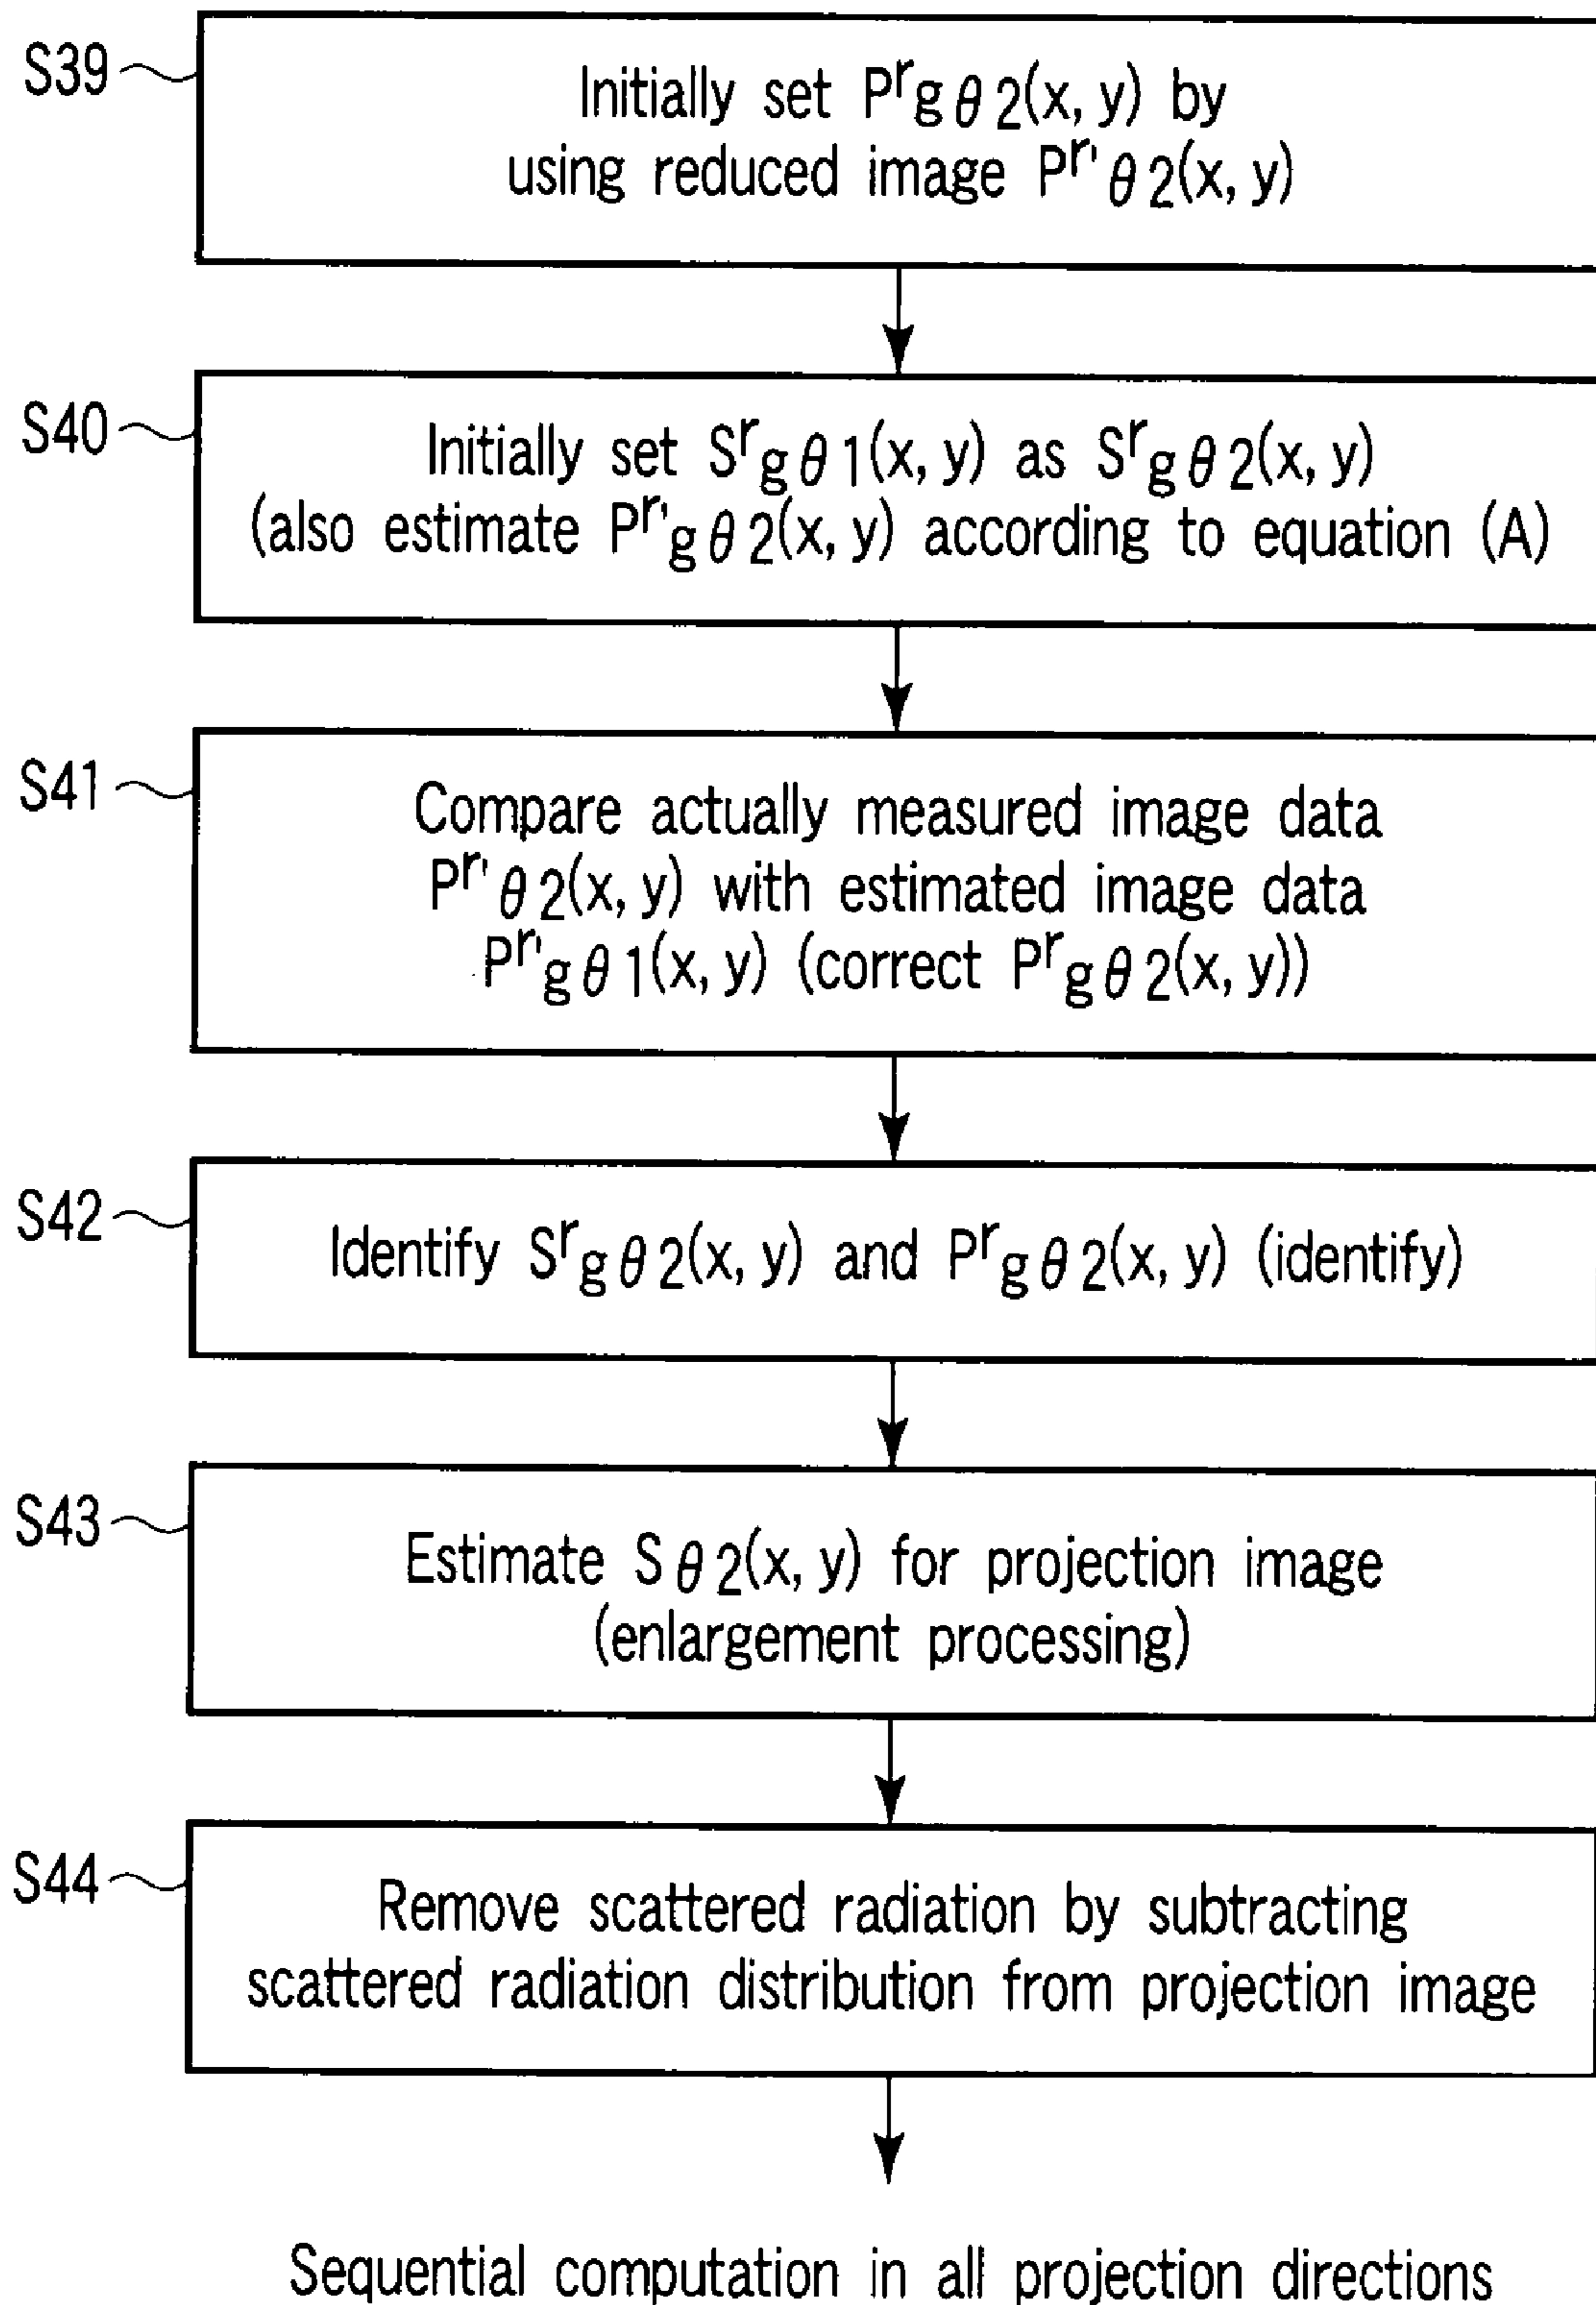 S39
Initially set Pʳgθ2(x, y) by
using reduced image Pʳ'θ2(x, y)
S40
Initially set Sʳgθ1(x, y) as Sʳgθ2(x, y)
(also estimate Pʳ'gθ2(x, y) according to equation (A)
S41
Compare actually measured image data
Pʳ'θ2(x, y) with estimated image data
Pʳ'gθ1(x, y) (correct Pʳgθ2(x, y))
S42
Identify Sʳgθ2(x, y) and Pʳgθ2(x, y) (identify)
S43
Estimate Sθ2(x, y) for projection image
(enlargement processing)
S44
Remove scattered radiation by subtracting
scattered radiation distribution from projection image
Sequential computation in all projection directions